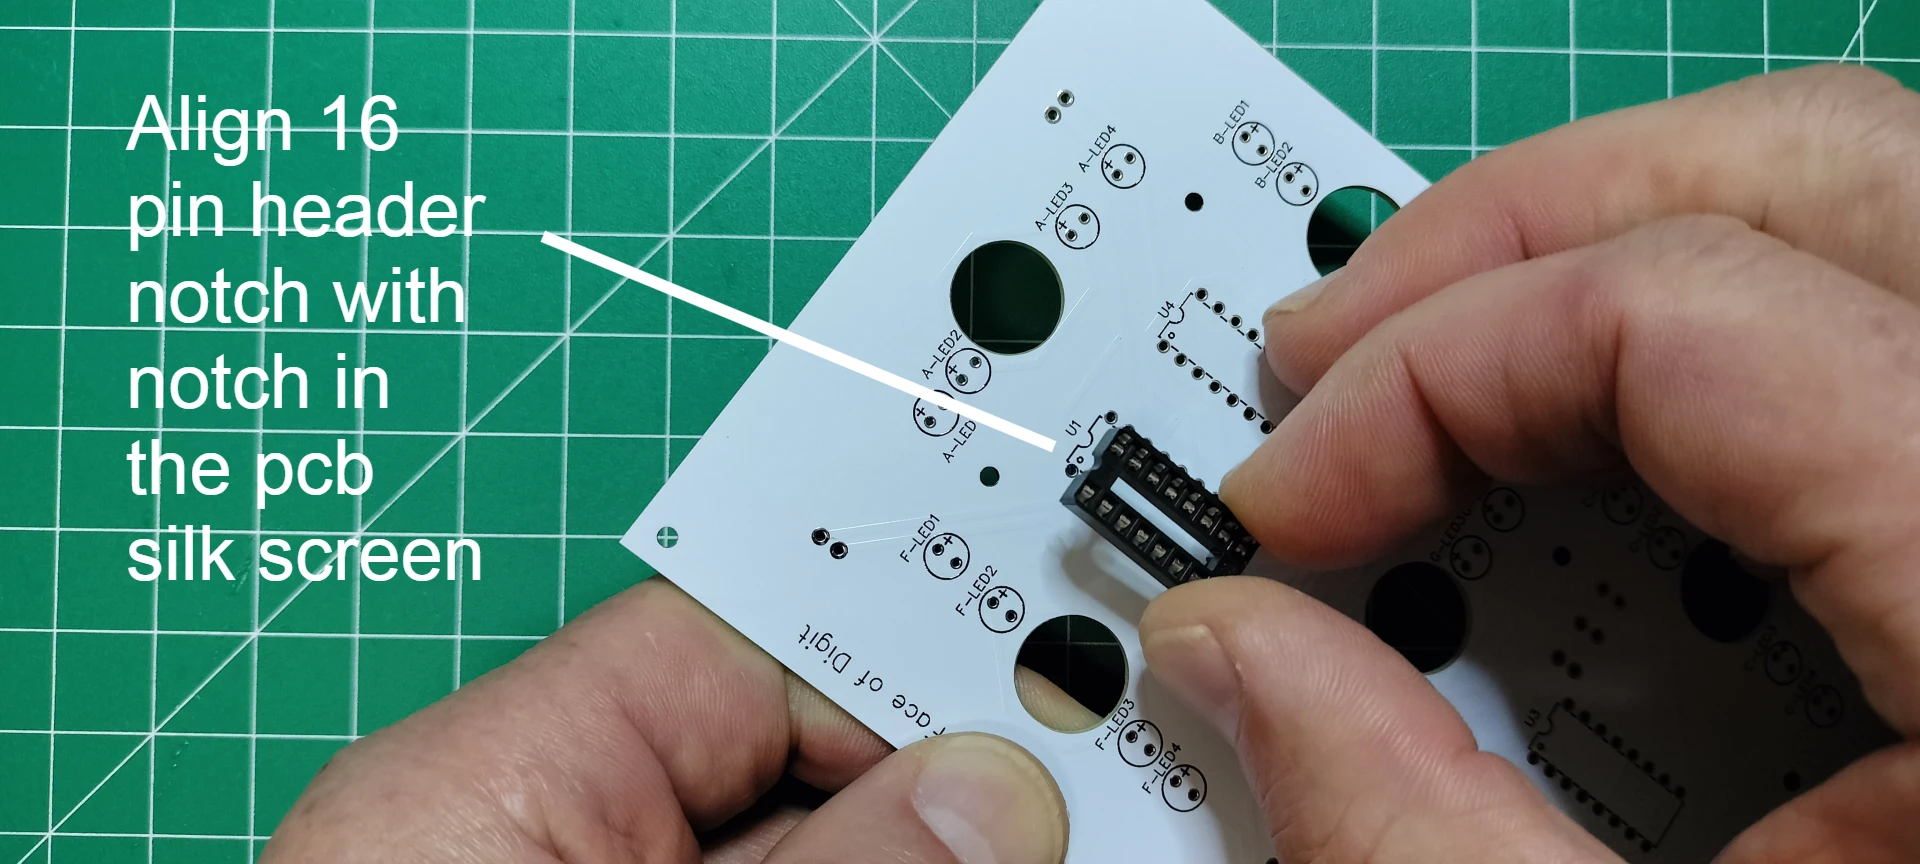 Align 16
pin header
notch with
notch in
the pcb
silk screen
A-LED4
A-LED3
A-LED2
A-LED
B-LED1
B-LED2
U4
U1
F-LED1
F-LED2
F-LED3
F-LED4
ace of Digit
U3